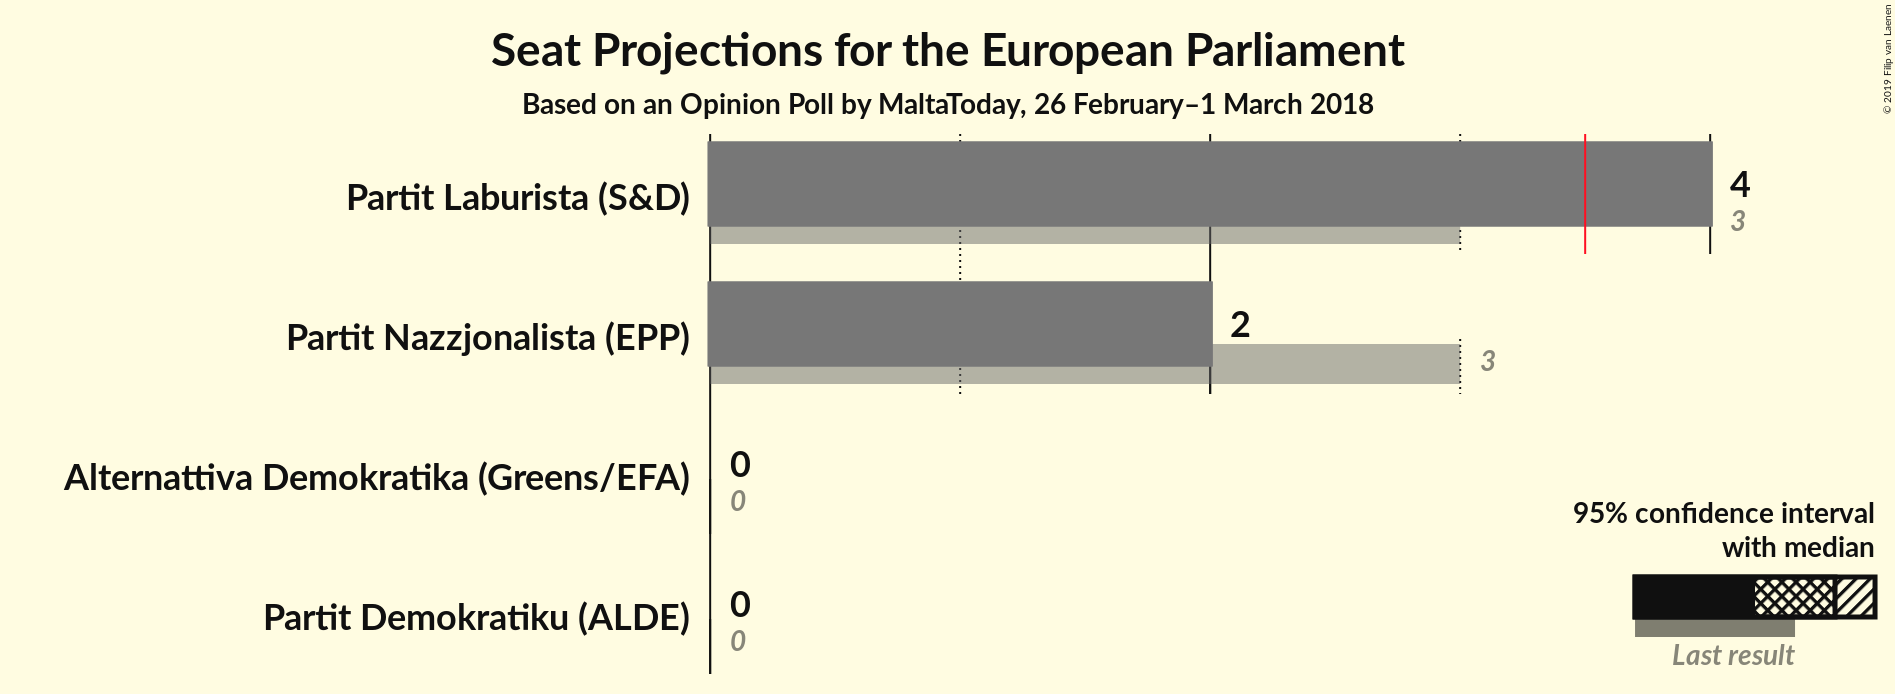 Seat Projections for the European Parliament
Based on an Opinion Poll by MaltaToday, 26 February–1 March 2018
© 2019 Filip van Laenen
Partit Laburista (S&D)
4
3
Partit Nazzjonalista (EPP)
2
3
Alternattiva Demokratika (Greens/EFA)
0
0
Partit Demokratiku (ALDE)
0
0
95% confidence interval
with median
Last result